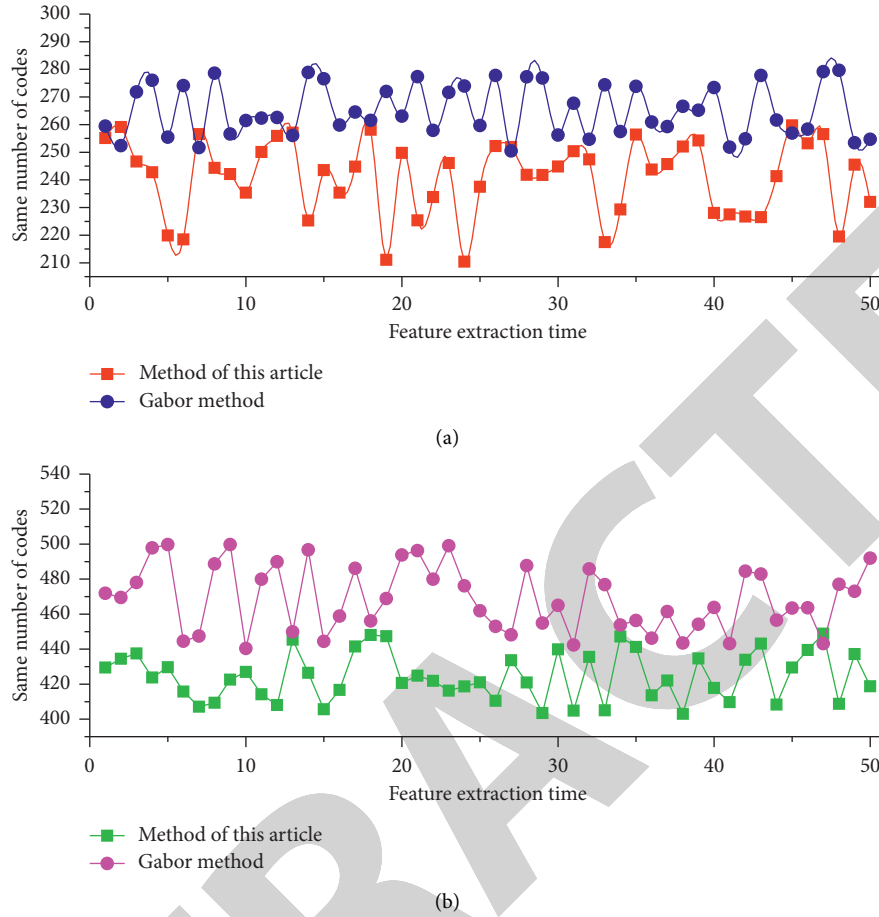 300
290
280
270
260
250
240
230
220
210
Same number of codes
0 10 20 30 40 50
Feature extraction time
Method of this article
Gabor method
(a)
540
520
500
480
460
440
420
400
Same number of codes
0 10 20 30 40 50
Feature extraction time
Method of this article
Gabor method
(b)